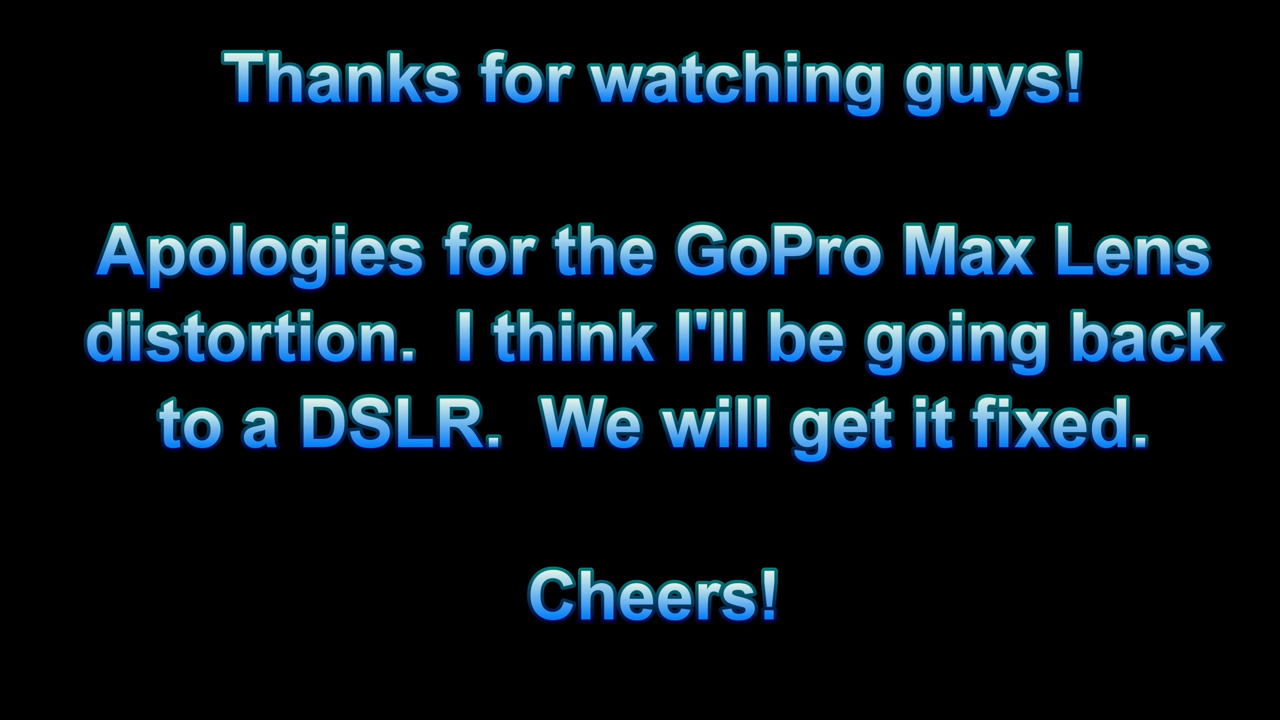 Thanks for watching guys!
Apologies for the GoPro Max Lens
distortion.  I think I'll be going back
to a DSLR.  We will get it fixed.
Cheers!